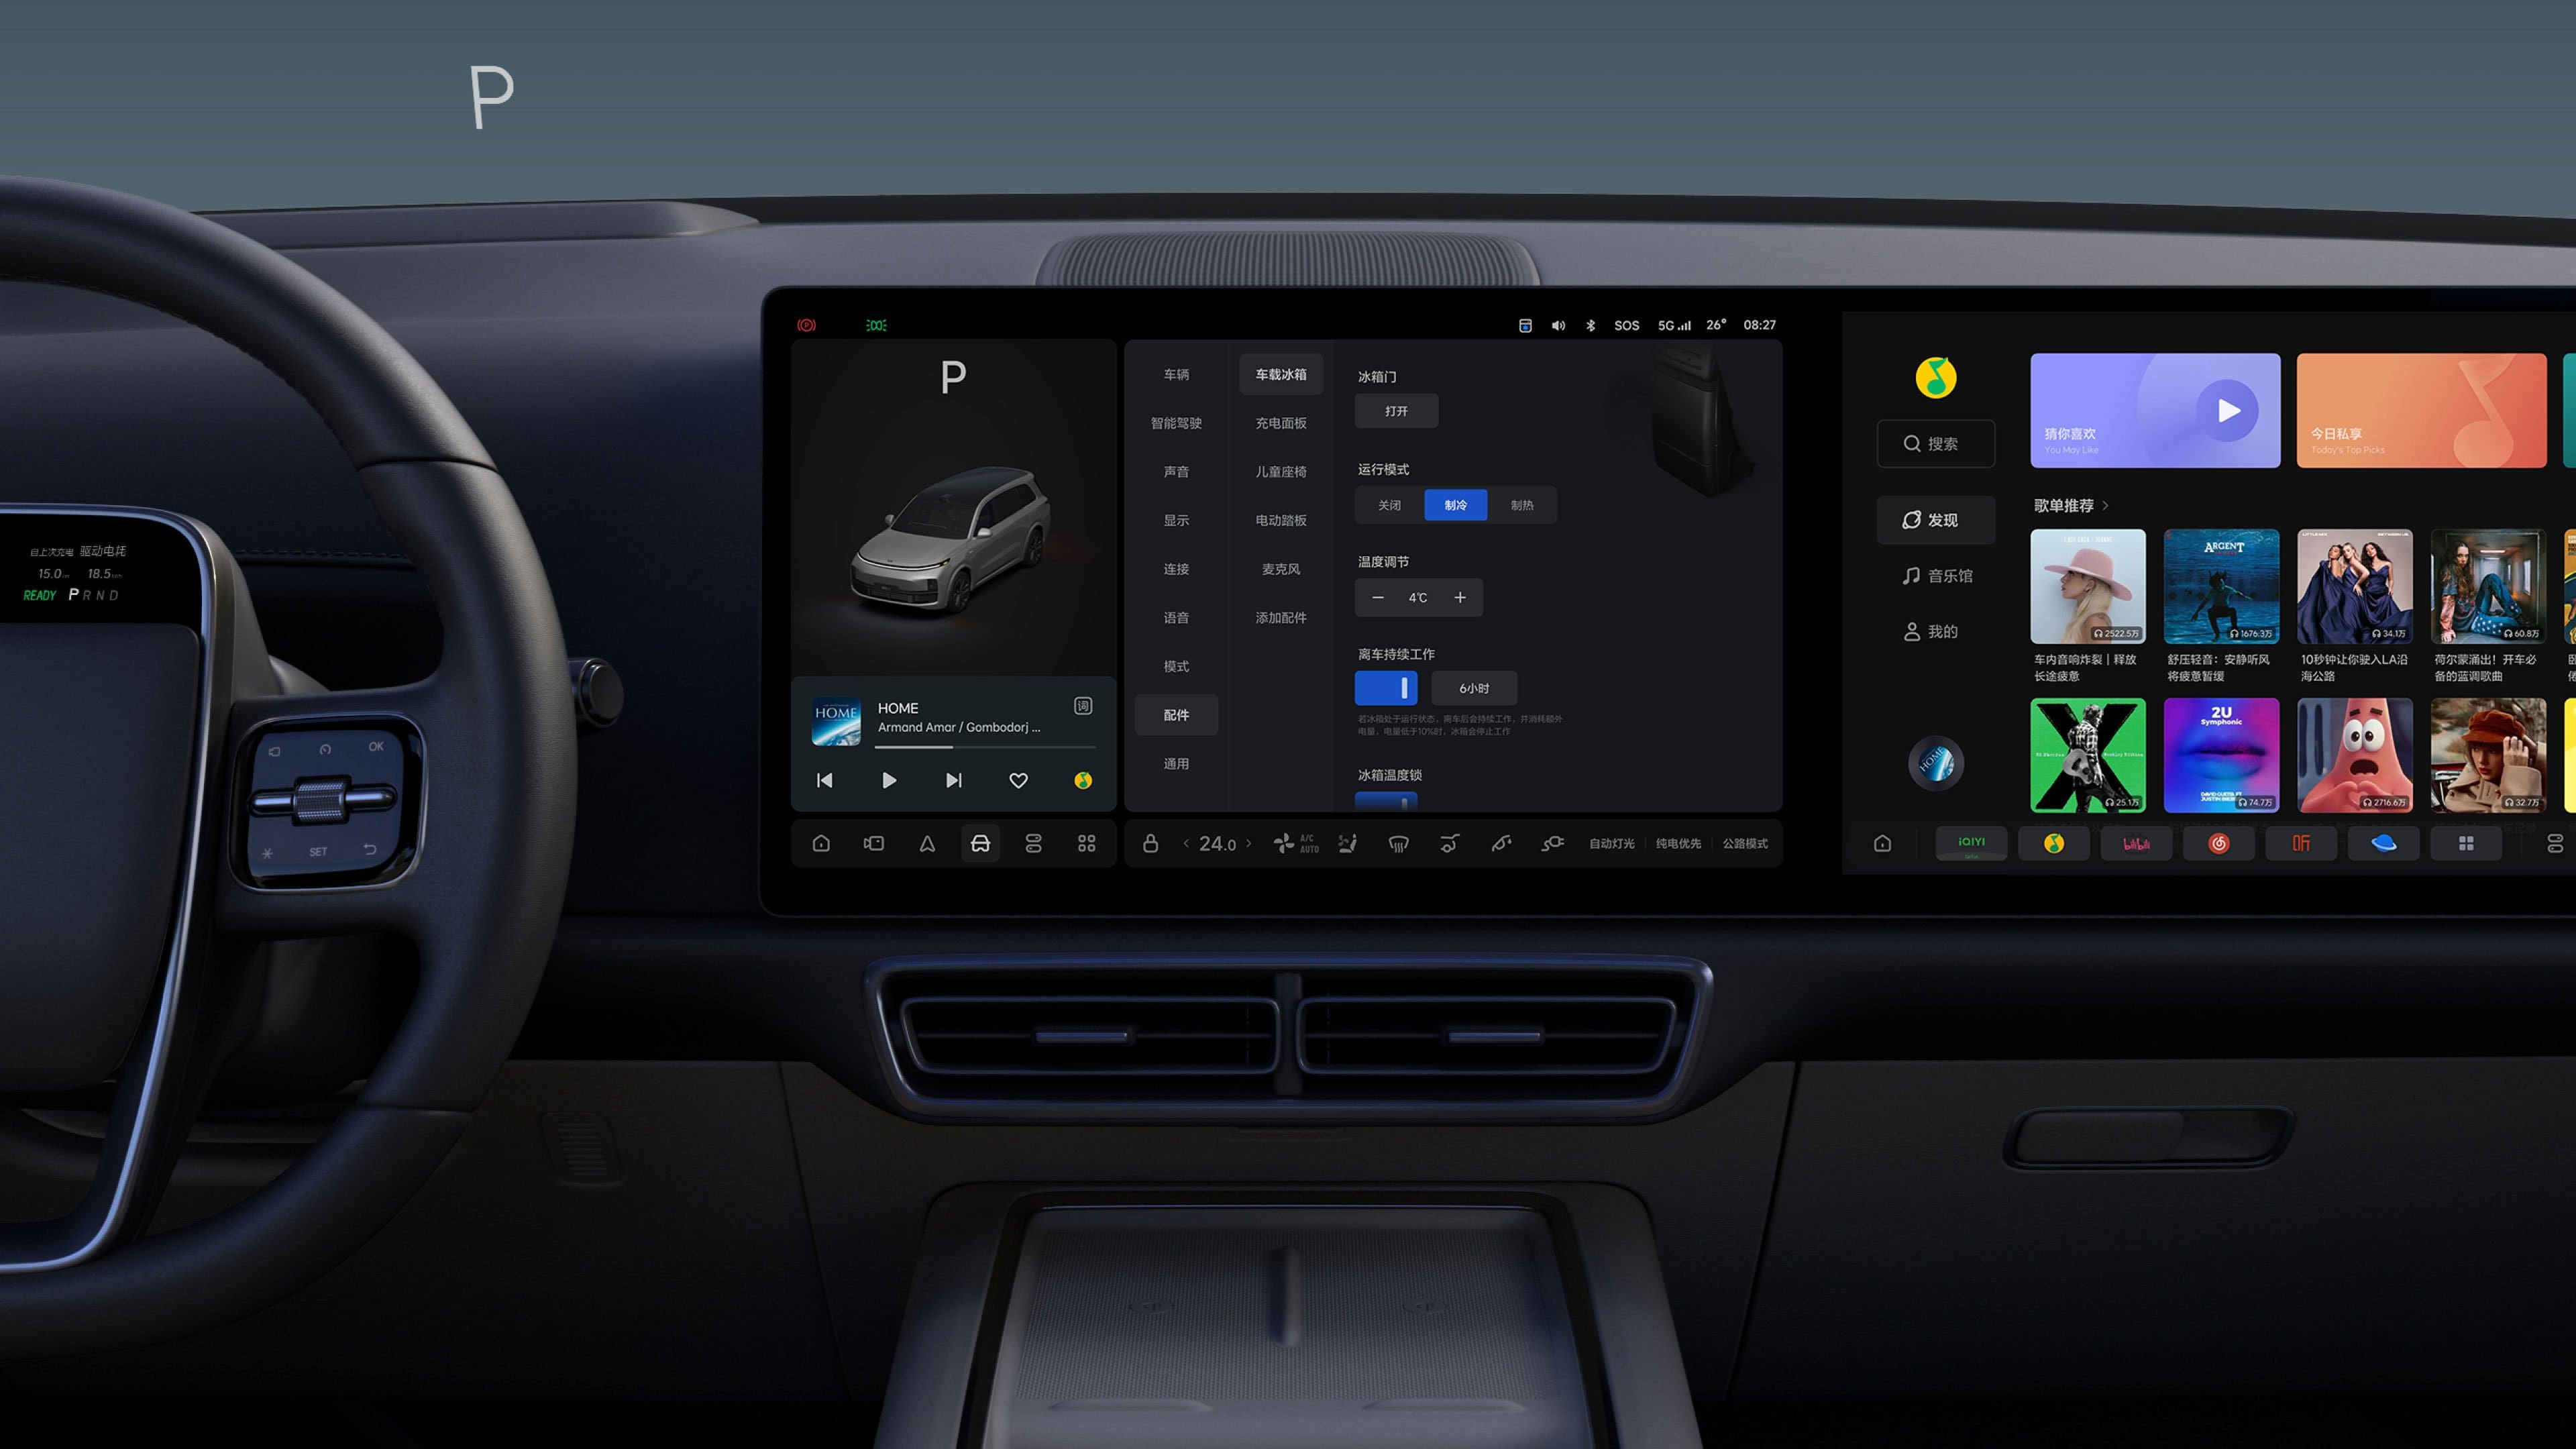 P
自上次充电 驱动电耗
15.0km 18.5kWh
READY P R N D
OK
SET
SOS 5G 26° 08:27
P
HOME
HOME
Armand Amar / Gombodorj ...
词
车辆
智能驾驶
声音
显示
连接
语音
模式
配件
通用
车载冰箱
充电面板
儿童座椅
电动踏板
麦克风
添加配件
冰箱门
打开
运行模式
关闭 制冷 制热
温度调节
— 4℃ +
离车持续工作
6小时
若冰箱处于运行状态，离车后会持续工作，并消耗额外
电量，电量低于10%时，冰箱会停止工作
冰箱温度锁
< 24.0 > A/C AUTO 自动灯光 纯电优先 公路模式
搜索
发现
音乐馆
我的
HOME
猜你喜欢
You May Like
今日私享
Today's Top Picks
歌单推荐 >
ARGENT
2522.5万 1676.3万 34.1万 60.8万
车内音响炸裂｜释放
长途疲意
舒压轻音：安静听风
将疲意暂缓
10秒钟让你驶入LA沿
海公路
荷尔蒙涌出！开车必
备的蓝调歌曲
X
2U
Symphonic
DAVID GUETTA FT
JUSTIN BIEBER
25.1万 74.7万 2716.6万 32.7万
iQIYI
bilibili